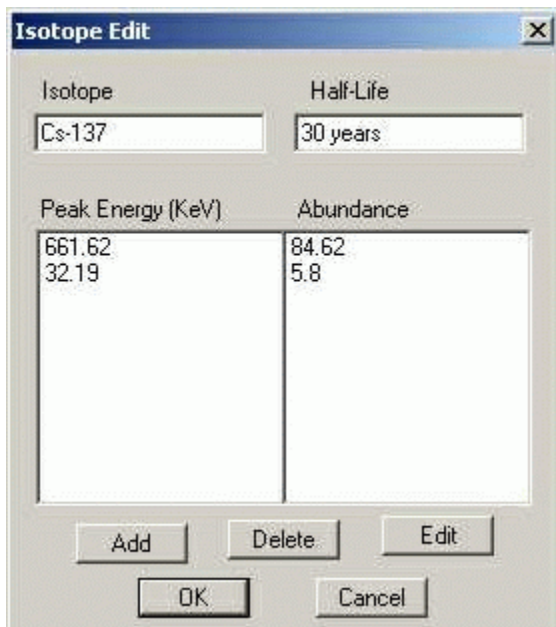 Isotope Edit
Isotope Half-Life
Cs-137 30 years
Peak Energy (KeV) Abundance
661.62 84.62
32.19 5.8
Add Delete Edit
OK Cancel